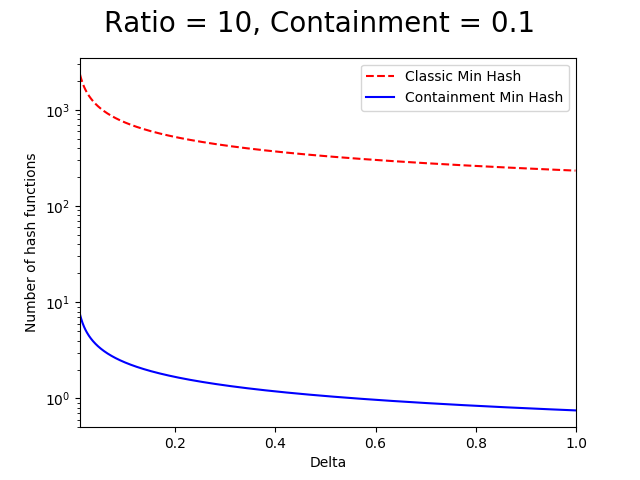 Ratio = 10, Containment = 0.1
Classic Min Hash
Containment Min Hash
Number of hash functions
10³
10²
10¹
10⁰
0.2 0.4 0.6 0.8 1.0
Delta